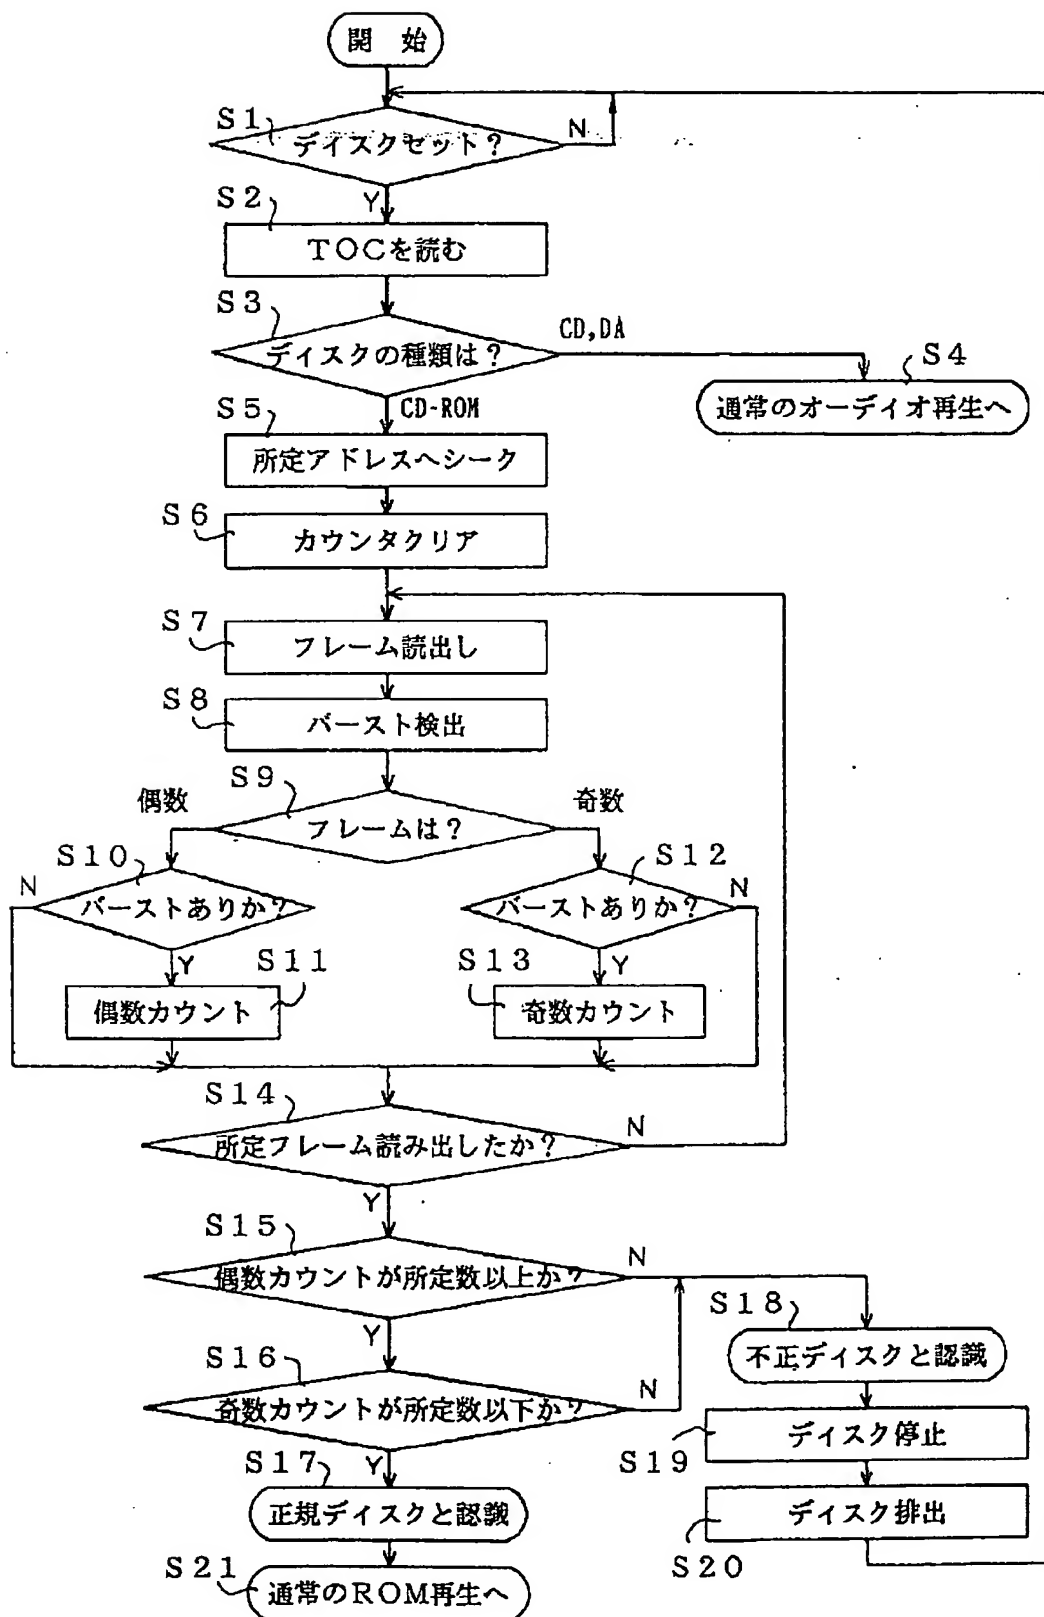 開 始
S1
ディスクセット?
N
Y
S2
TOCを読む
S3
ディスクの種類は?
CD,DA
S4
通常のオーディオ再生へ
CD-ROM
S5
所定アドレスへシーク
S6
カウンタクリア
S7
フレーム読出し
S8
バースト検出
S9
偶数
奇数
フレームは?
S10
N
バーストありか?
Y
S12
N
バーストありか?
Y
S11
偶数カウント
S13
奇数カウント
S14
所定フレーム読み出したか?
N
Y
S15
偶数カウントが所定数以上か?
N
Y
S18
不正ディスクと認識
S16
奇数カウントが所定数以下か?
N
Y
S19
ディスク停止
S17
正規ディスクと認識
S20
ディスク排出
S21
通常のROM再生へ